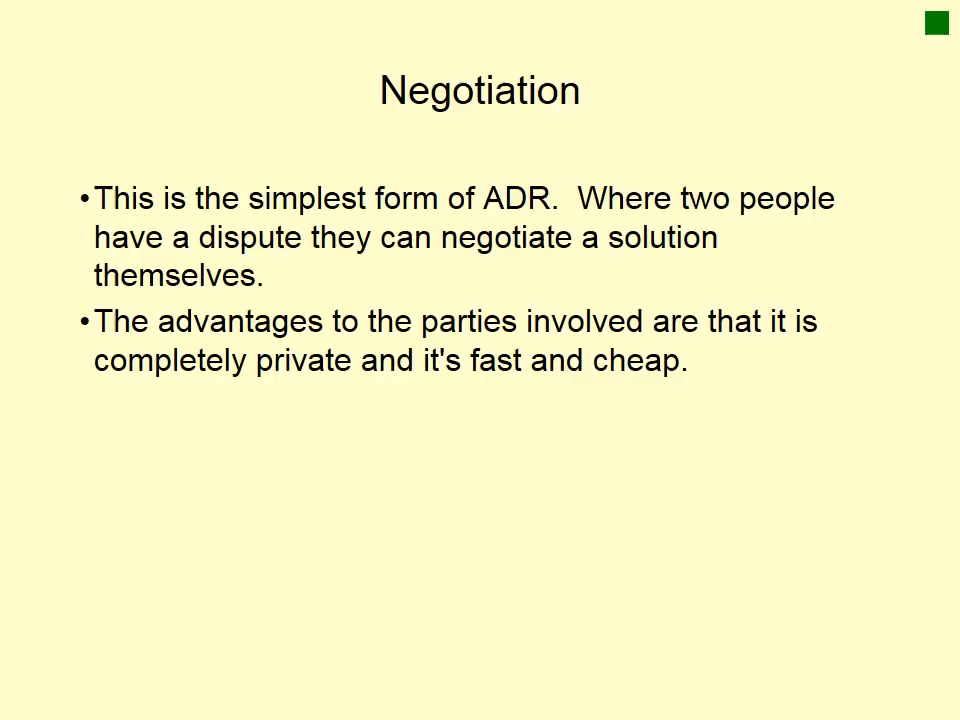 Negotiation
•This is the simplest form of ADR.  Where two people
have a dispute they can negotiate a solution
themselves.
•The advantages to the parties involved are that it is
completely private and it's fast and cheap.